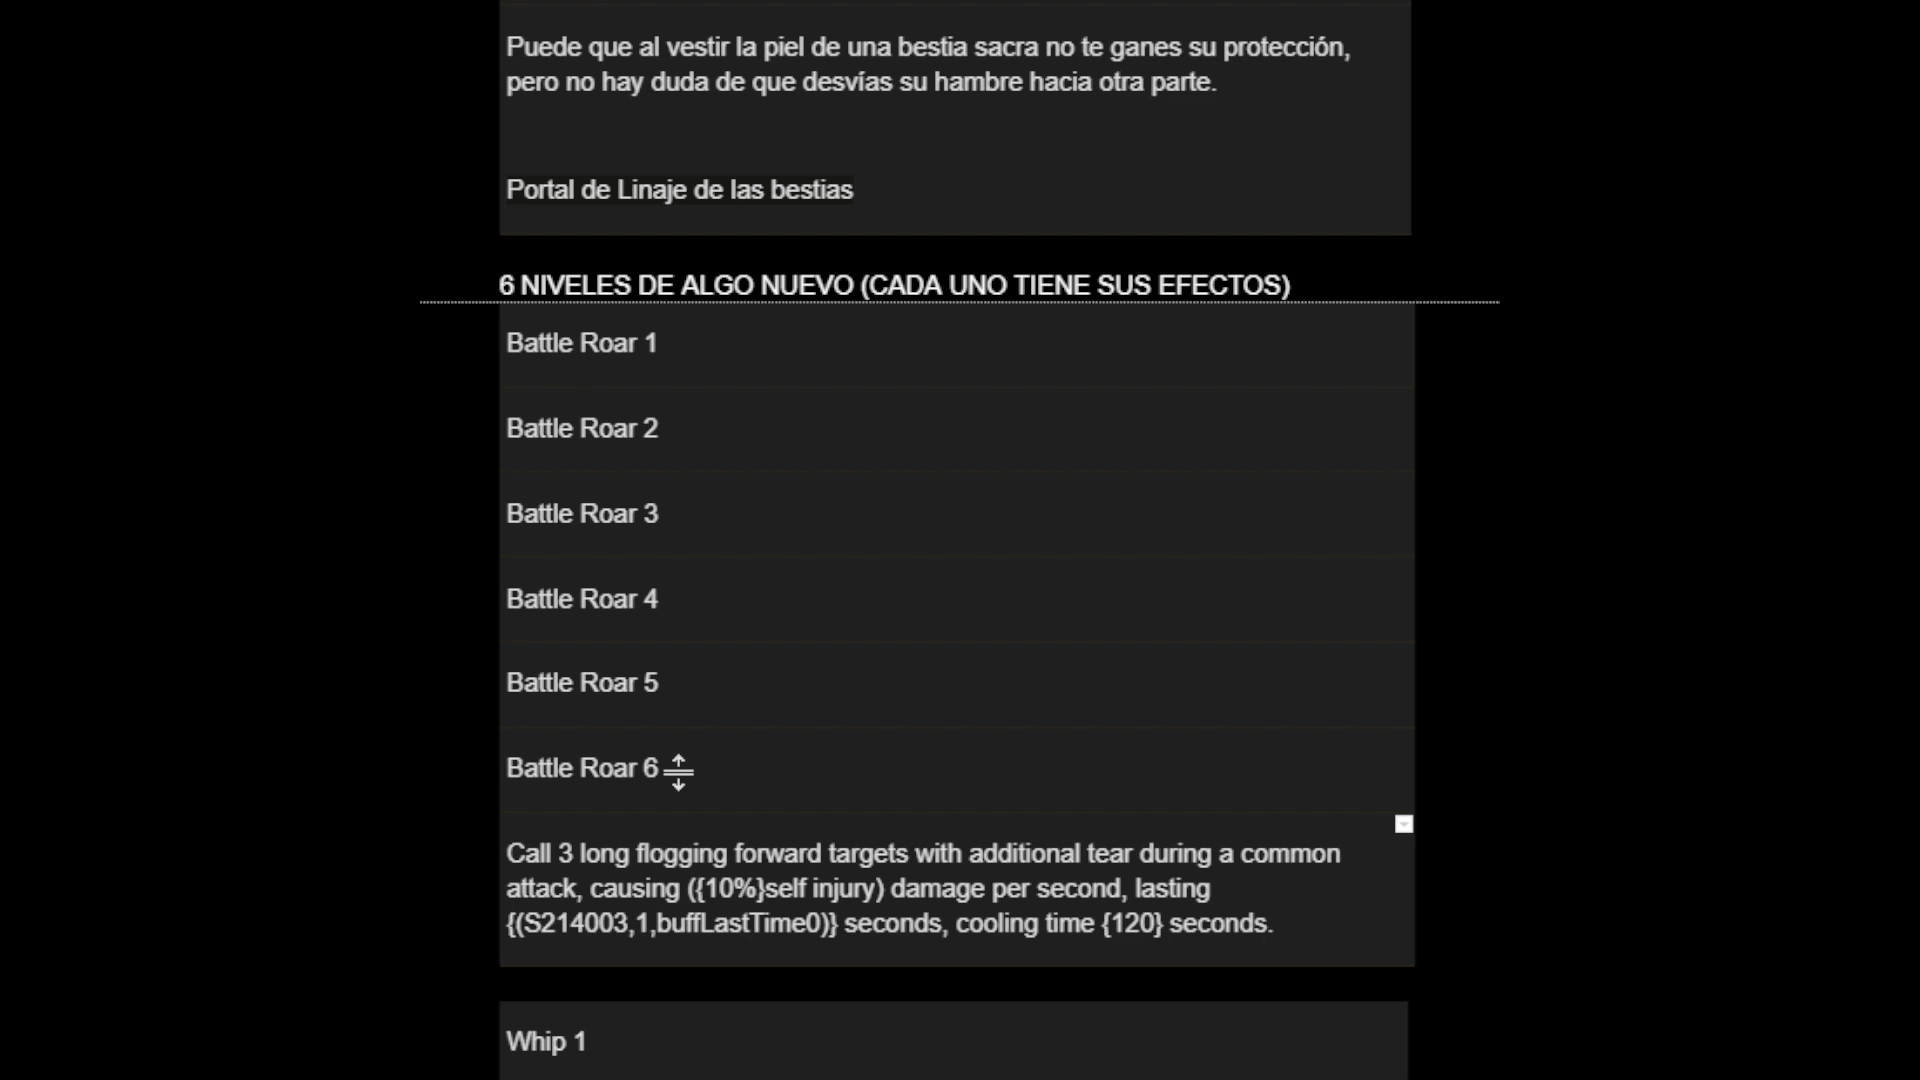 Puede que al vestir la piel de una bestia sacra no te ganes su protección,
pero no hay duda de que desvías su hambre hacia otra parte.
Portal de Linaje de las bestias
6 NIVELES DE ALGO NUEVO (CADA UNO TIENE SUS EFECTOS)
Battle Roar 1
Battle Roar 2
Battle Roar 3
Battle Roar 4
Battle Roar 5
Battle Roar 6
Call 3 long flogging forward targets with additional tear during a common
attack, causing ({10%}self injury) damage per second, lasting
{(S214003,1,buffLastTime0)} seconds, cooling time {120} seconds.
Whip 1